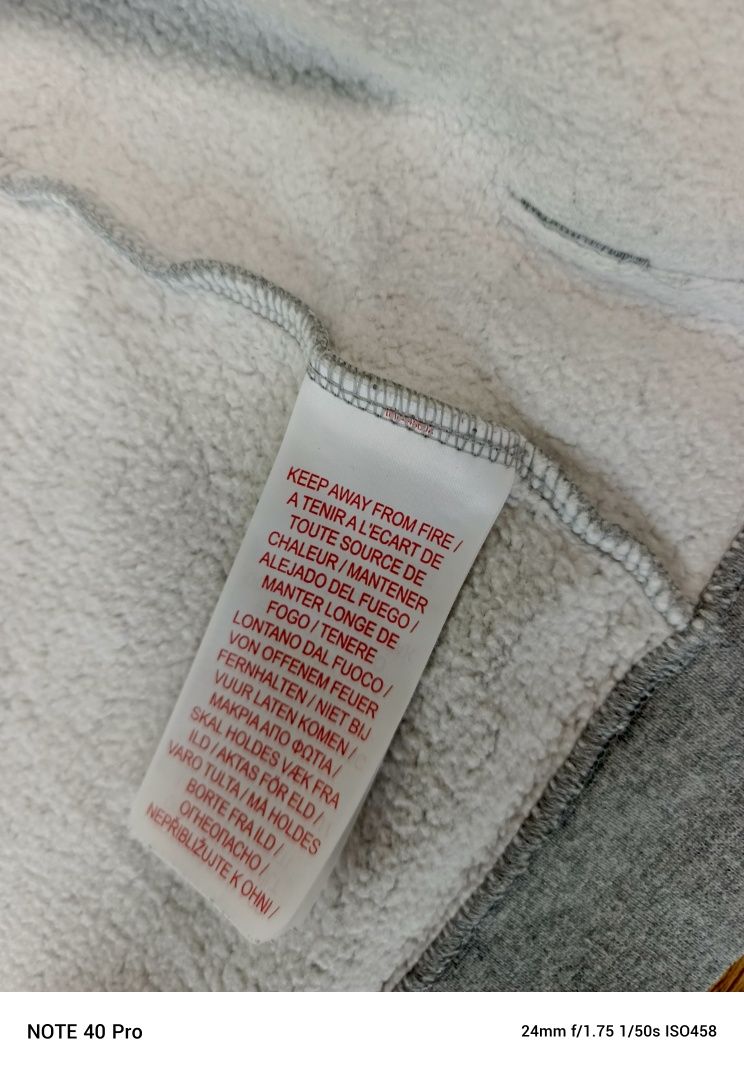 KEEP AWAY FROM FIRE /
A TENIR A L'ECART DE
TOUTE SOURCE DE
CHALEUR / MANTENER
ALEJADO DEL FUEGO /
MANTER LONGE DE
FOGO / TENERE
LONTANO DAL FUOCO /
VON OFFENEM FEUER
FERNHALTEN / NIET BIJ
VUUR LATEN KOMEN /
ΜΑΚΡΙΑ ΑΠΟ ΦΩΤΙΑ /
SKAL HOLDES VÆK FRA
ILD / AKTAS FÖR ELD /
VARO TULTA / MÅ HOLDES
BORTE FRA ILD /
ОГНЕОПАСНО /
NEPŘIBLIŽUJTE K OHNI /
NOTE 40 Pro
24mm f/1.75 1/50s ISO458